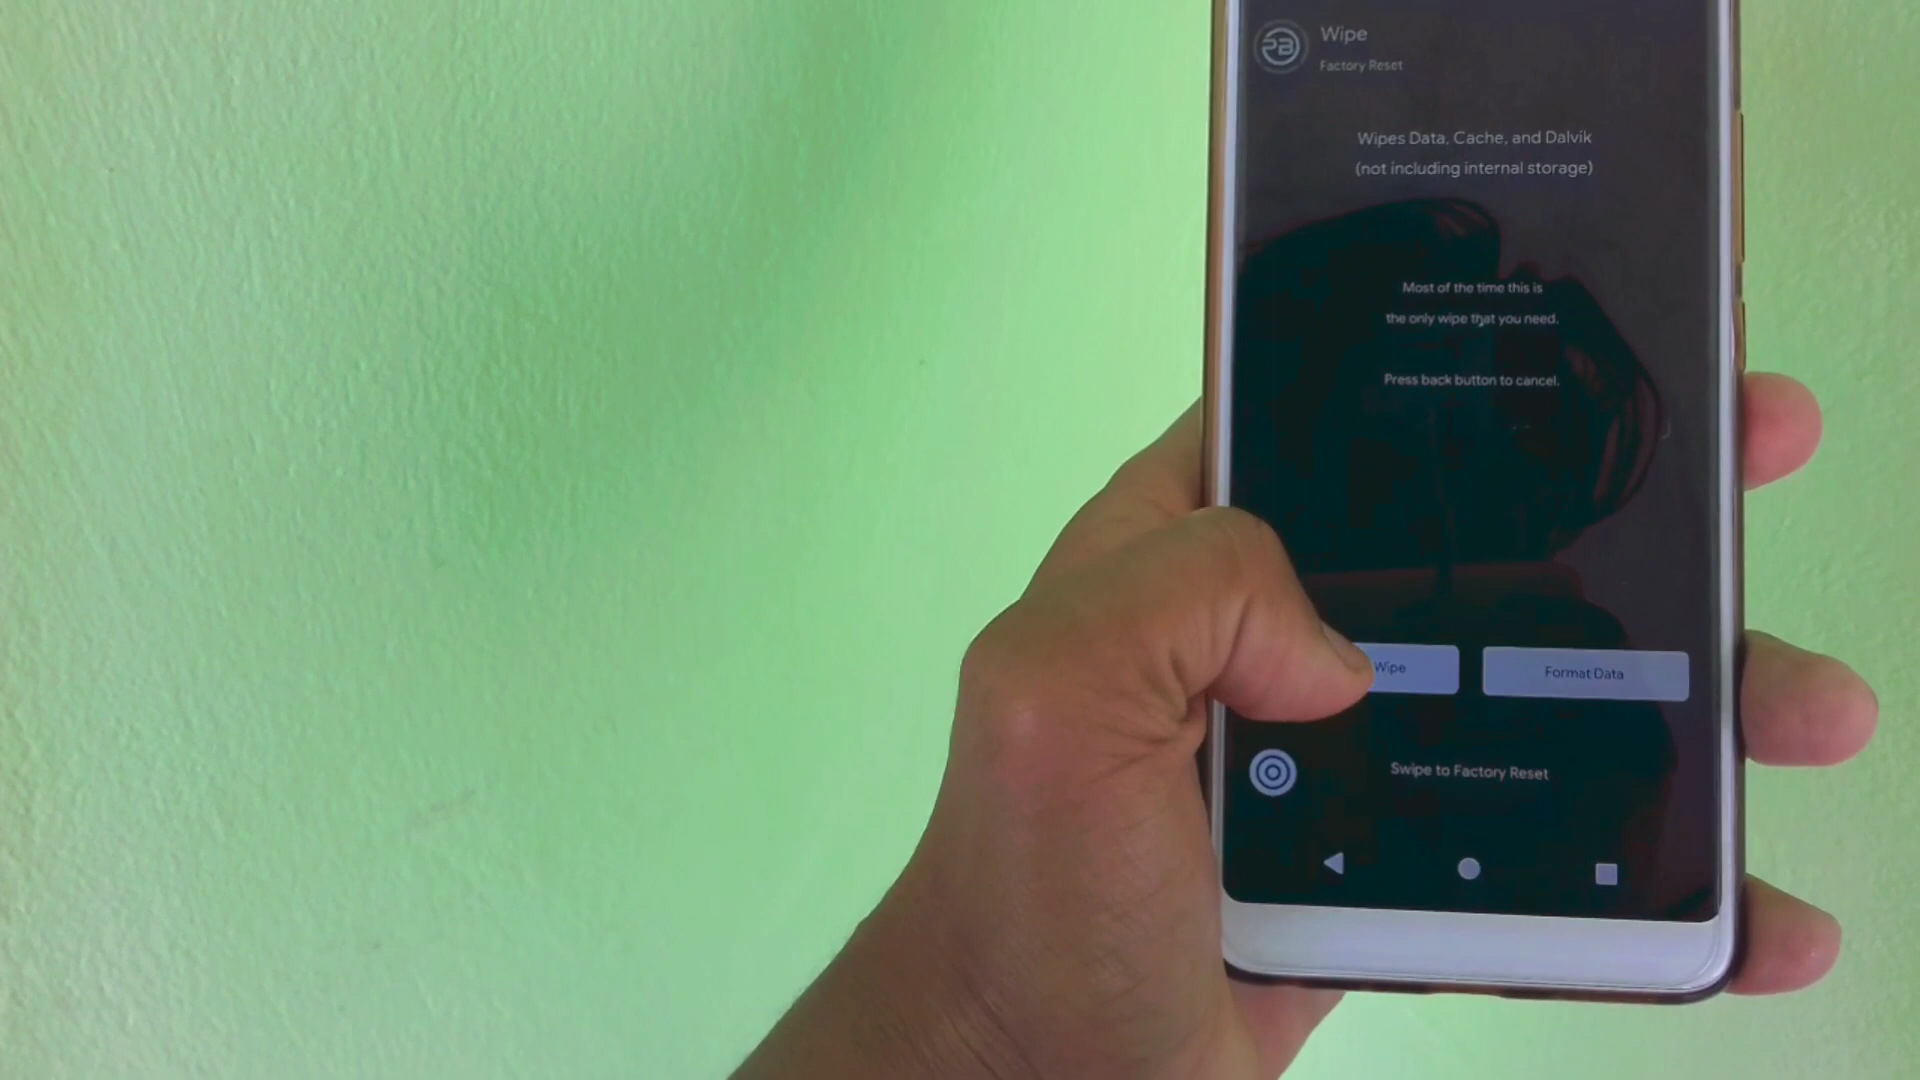 PB
Wipe
Factory Reset
Wipes Data, Cache, and Dalvik
(not including internal storage)
Most of the time this is
the only wipe that you need.
Press back button to cancel.
Wipe
Format Data
Swipe to Factory Reset